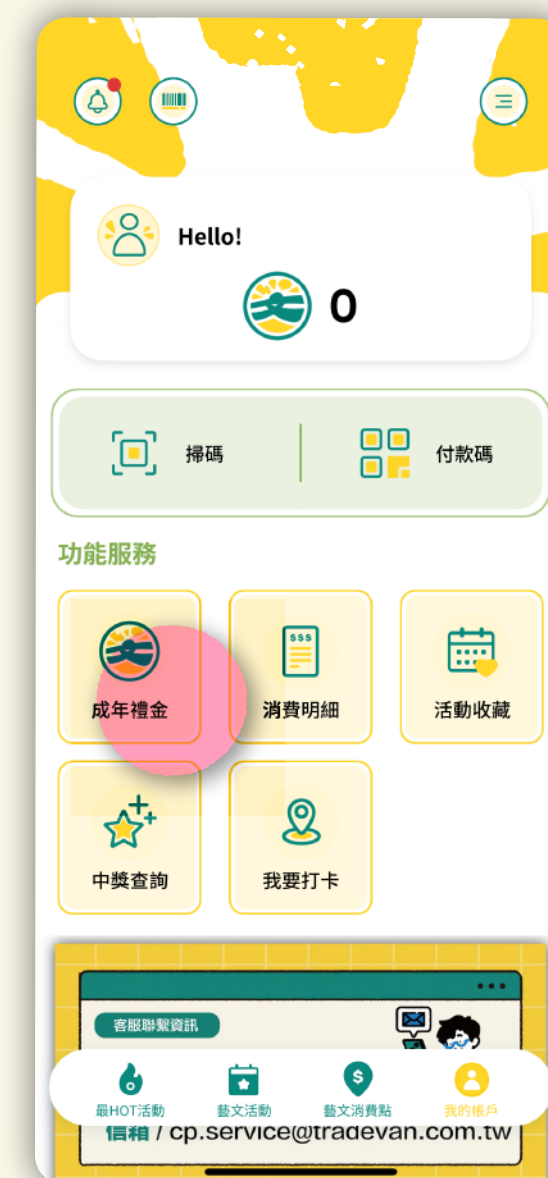 Hello!
0
掃碼
付款碼
功能服務
成年禮金
$$$
消費明細
活動收藏
中獎查詢
我要打卡
客服聯繫資訊
$
最HOT活動
藝文活動
藝文消費點
我的帳戶
信箱 / cp.service@tradevan.com.tw